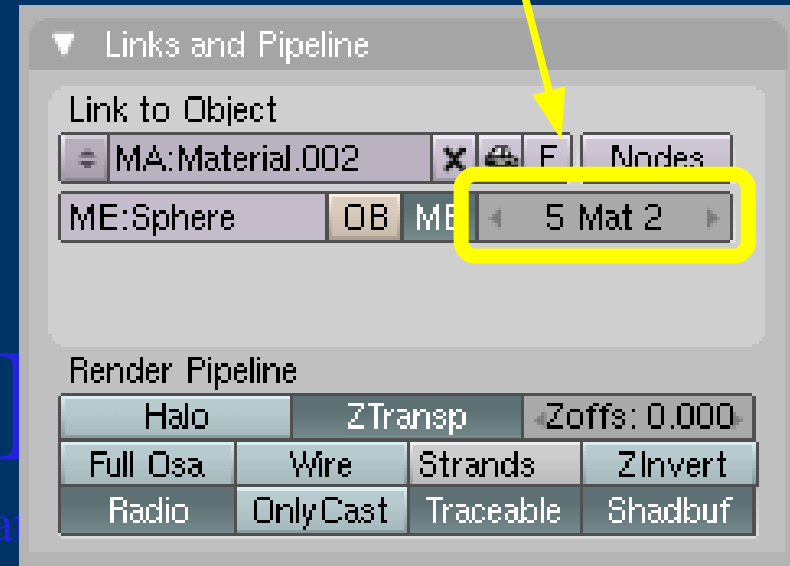 Links and Pipeline
Link to Object
MA:Material.002 F Nodes
ME:Sphere OB ME 5 Mat 2
Render Pipeline
Halo ZTransp Zoffs: 0.000
Full Osa Wire Strands ZInvert
Radio OnlyCast Traceable Shadbuf